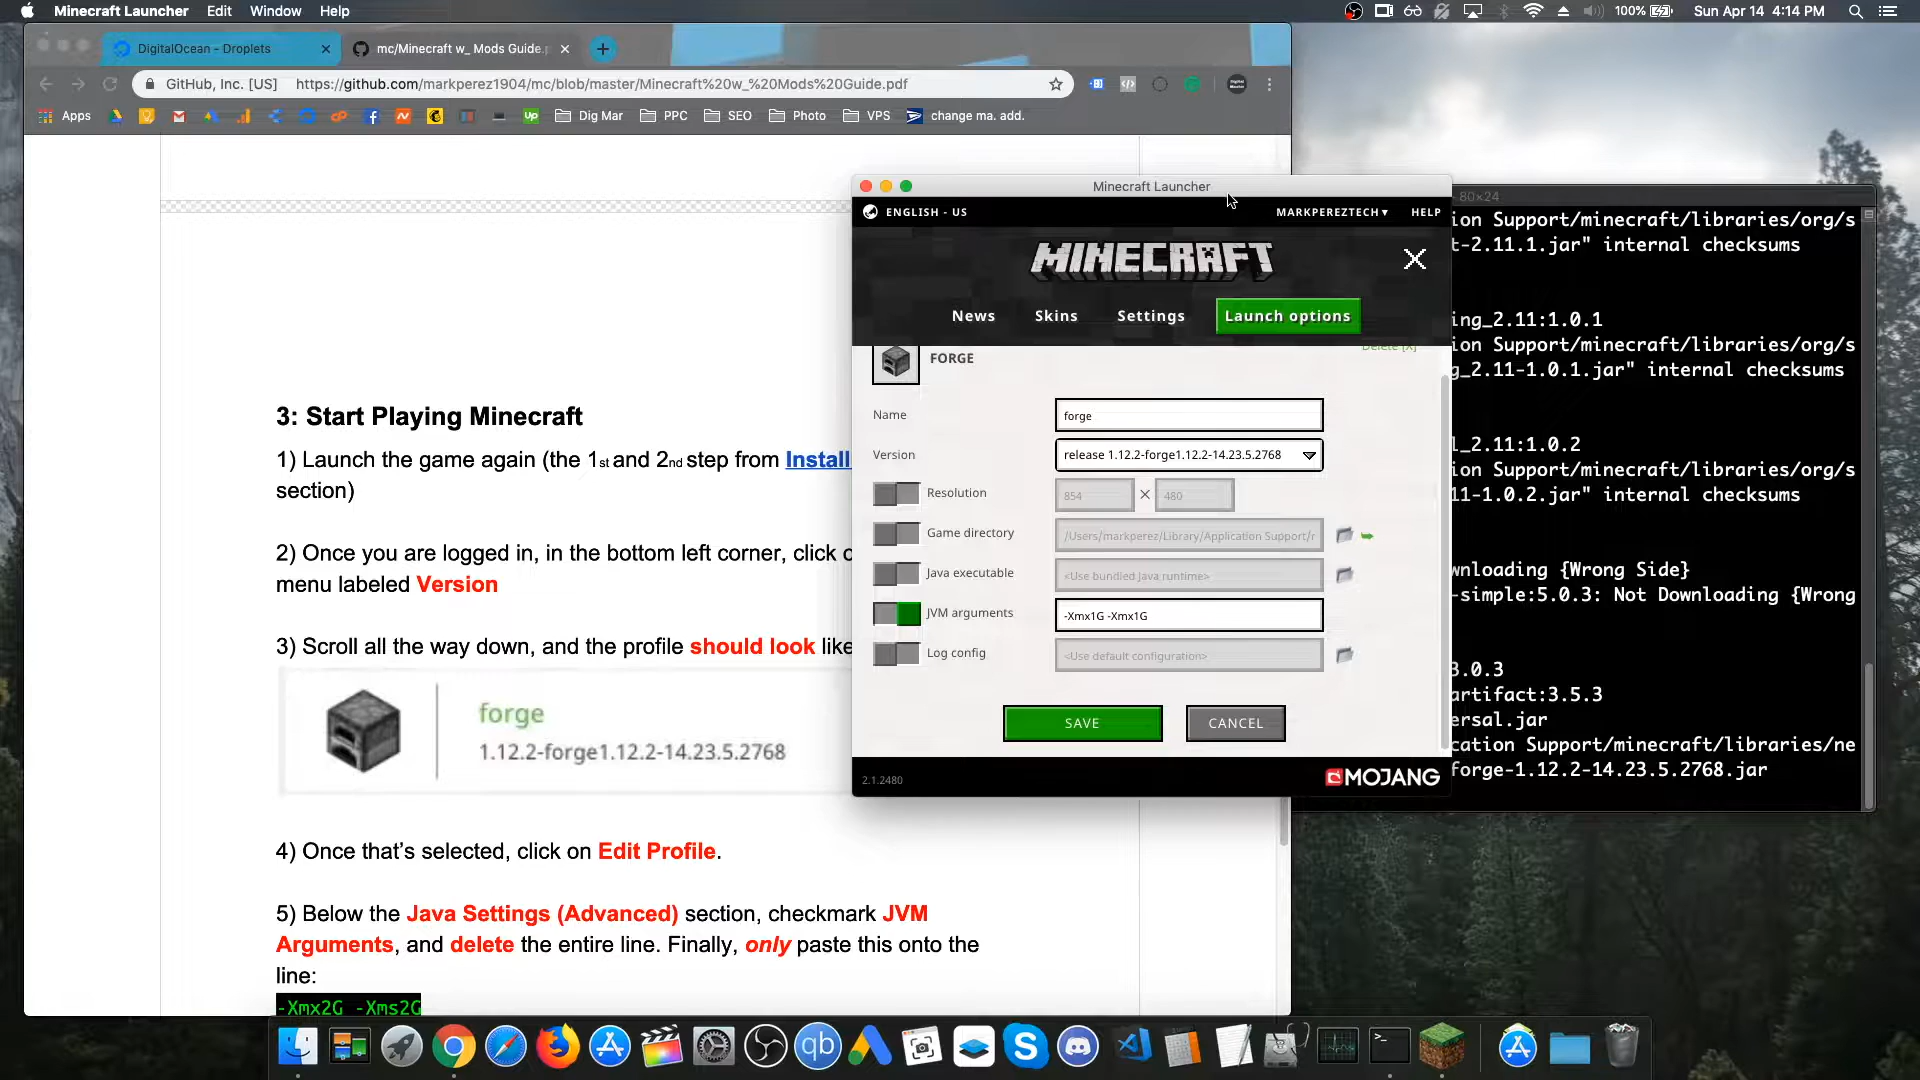 Minecraft Launcher Edit Window Help
100% Sun Apr 14 4:14 PM
DigitalOcean - Droplets
mc/Minecraft w_ Mods Guide.p
GitHub, Inc. [US] https://github.com/markperez1904/mc/blob/master/Minecraft%20w_%20Mods%20Guide.pdf
Apps
Up
Dig Mar
PPC
SEO
Photo
VPS
change ma. add.
3: Start Playing Minecraft
1) Launch the game again (the 1st and 2nd step from Install
section)
2) Once you are logged in, in the bottom left corner, click
menu labeled Version
3) Scroll all the way down, and the profile should look like
forge
1.12.2-forge1.12.2-14.23.5.2768
4) Once that's selected, click on Edit Profile.
5) Below the Java Settings (Advanced) section, checkmark JVM
Arguments, and delete the entire line. Finally, only paste this onto the
line:
-Xmx2G -Xms2G
Minecraft Launcher
ENGLISH - US
MARKPEREZTECH▾
HELP
MINECRAFT
News
Skins
Settings
Launch options
Delete [X]
FORGE
Name
forge
Version
release 1.12.2-forge1.12.2-14.23.5.2768
Resolution
854 × 480
Game directory
/Users/markperez/Library/Application Support/r
Java executable
<Use bundled Java runtime>
JVM arguments
-Xmx1G -Xmx1G
Log config
<Use default configuration>
SAVE
CANCEL
2.1.2480
MOJANG
80×24
ion Support/minecraft/libraries/org/s
t-2.11.1.jar" internal checksums
ing_2.11:1.0.1
ion Support/minecraft/libraries/org/s
g_2.11-1.0.1.jar" internal checksums
l_2.11:1.0.2
ion Support/minecraft/libraries/org/s
11-1.0.2.jar" internal checksums
wnloading {Wrong Side}
-simple:5.0.3: Not Downloading {Wrong
3.0.3
artifact:3.5.3
ersal.jar
cation Support/minecraft/libraries/ne
forge-1.12.2-14.23.5.2768.jar
qb